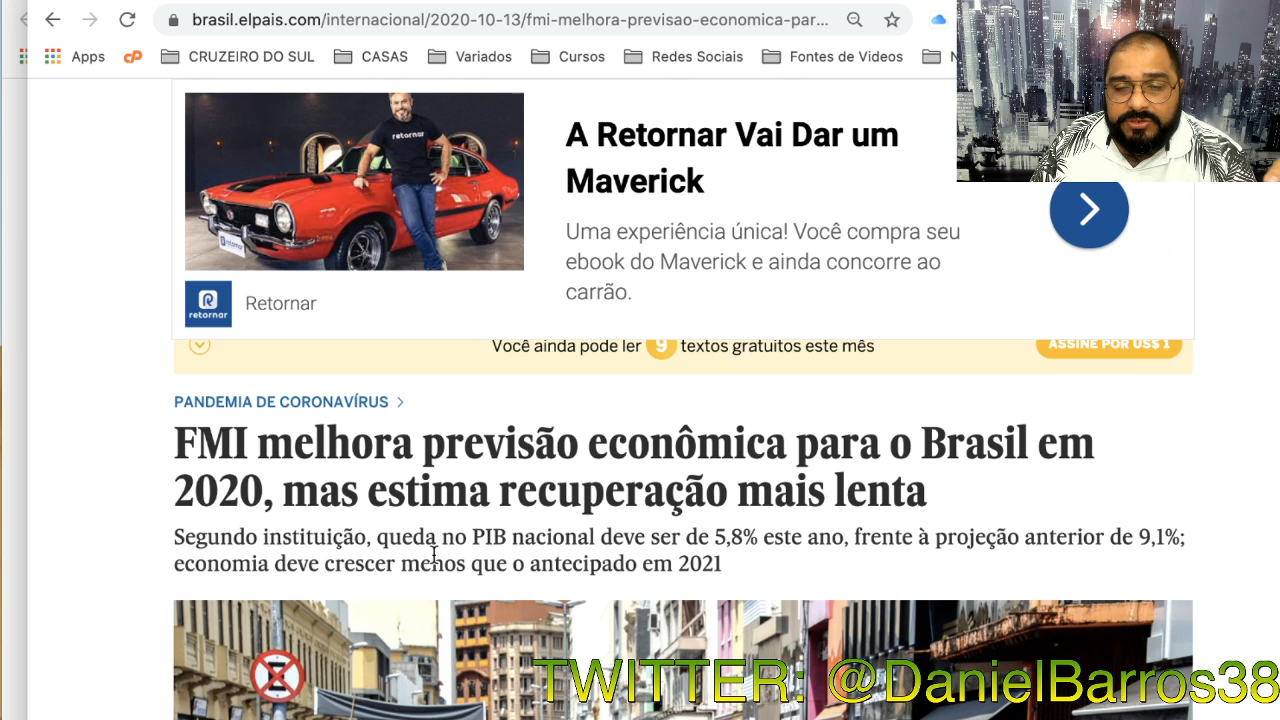 brasil.elpais.com/internacional/2020-10-13/fmi-melhora-previsao-economica-par...
Apps
CRUZEIRO DO SUL
CASAS
Variados
Cursos
Redes Sociais
Fontes de Videos
N
A Retornar Vai Dar um
Maverick
Uma experiência única! Você compra seu
ebook do Maverick e ainda concorre ao
carrão.
retornar
retornar
retornar
Retornar
Você ainda pode ler 9 textos gratuitos este mês
ASSINE POR US$ 1
PANDEMIA DE CORONAVÍRUS >
FMI melhora previsão econômica para o Brasil em
2020, mas estima recuperação mais lenta
Segundo instituição, queda no PIB nacional deve ser de 5,8% este ano, frente à projeção anterior de 9,1%;
economia deve crescer menos que o antecipado em 2021
TWITTER: @DanielBarros38